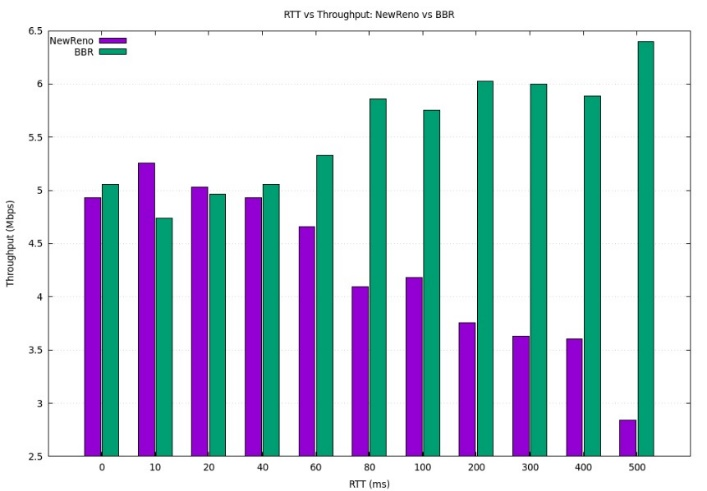 RTT vs Throughput: NewReno vs BBR
NewReno
BBR
Throughput (Mbps)
6.5
6
5.5
5
4.5
4
3.5
3
2.5
0 10 20 40 60 80 100 200 300 400 500
RTT (ms)